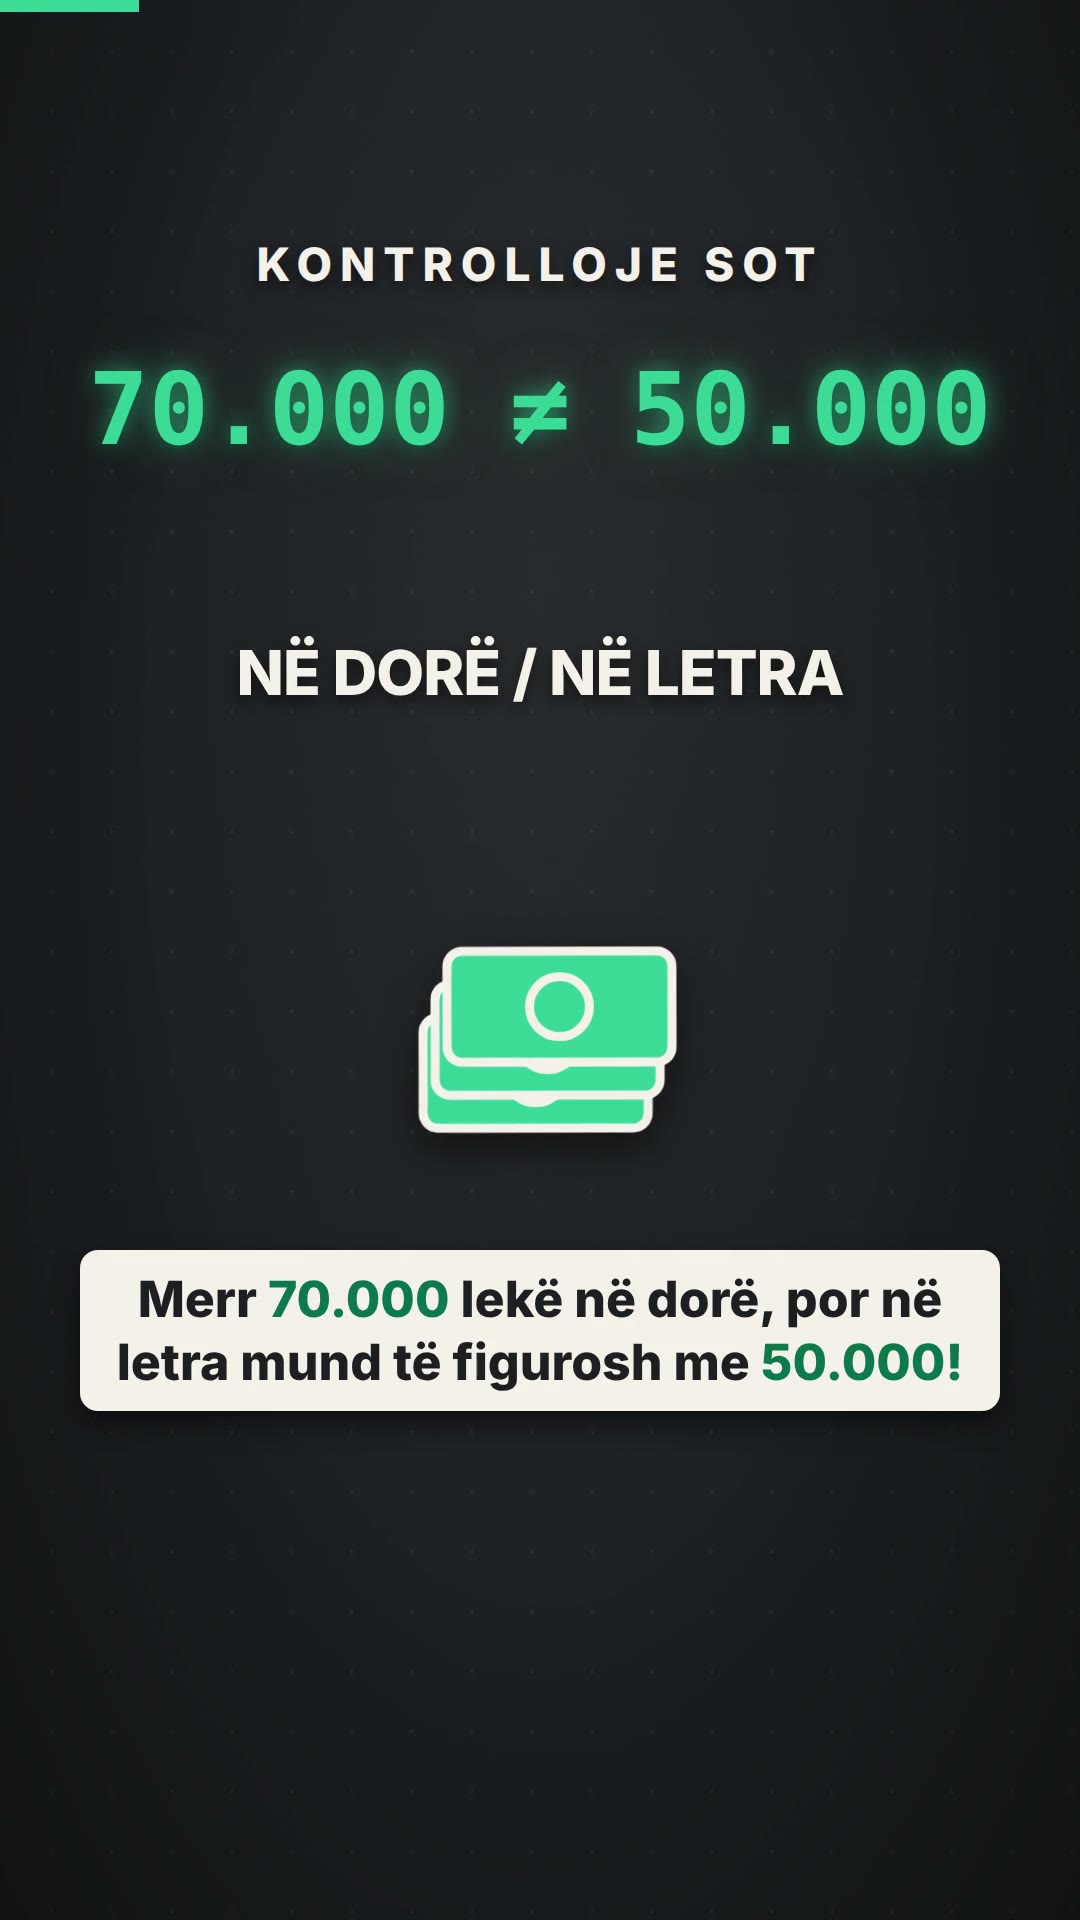 KONTROLLOJE SOT
70.000 ≠ 50.000
NË DORË / NË LETRA
Merr 70.000 lekë në dorë, por në
letra mund të figurosh me 50.000!